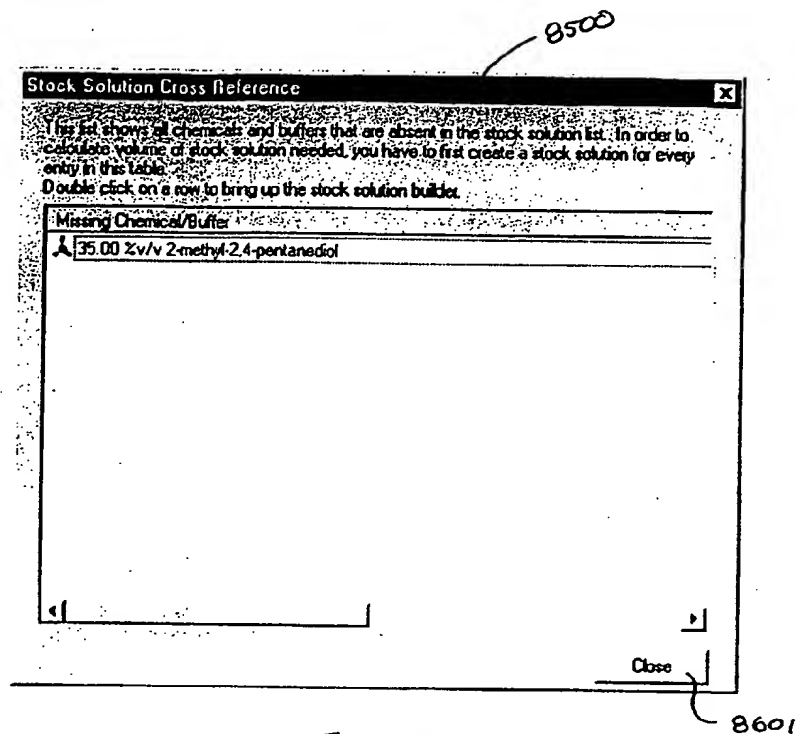 8500
Stock Solution Cross Reference
This list shows all chemicals and buffers that are absent in the stock solution list. In order to
calculate volume of stock solution needed, you have to first create a stock solution for every
entry in this table.
Double click on a row to bring up the stock solution builder.
Missing Chemical/Buffer
35.00 %v/v 2-methyl-2,4-pentanediol
Close
8601